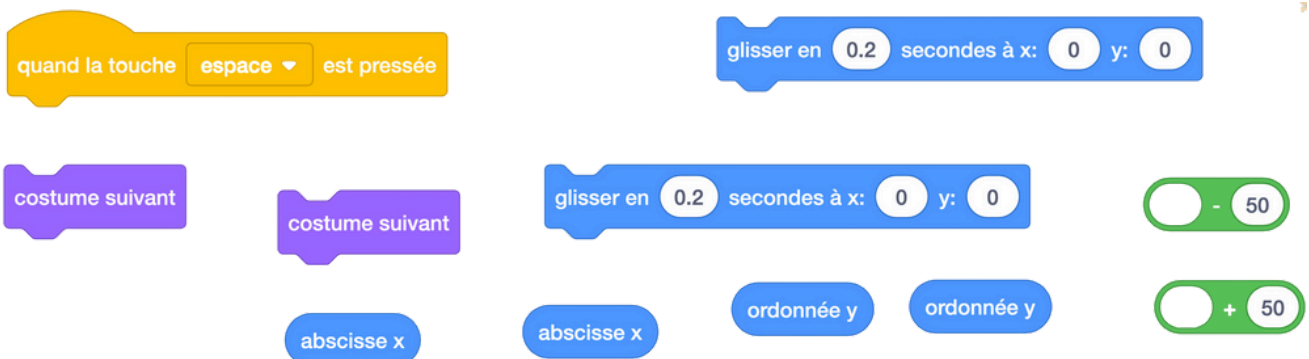 quand la touche espace est pressée
glisser en 0.2 secondes à x: 0 y: 0
costume suivant
costume suivant
glisser en 0.2 secondes à x: 0 y: 0
- 50
abscisse x
abscisse x
ordonnée y
ordonnée y
+ 50